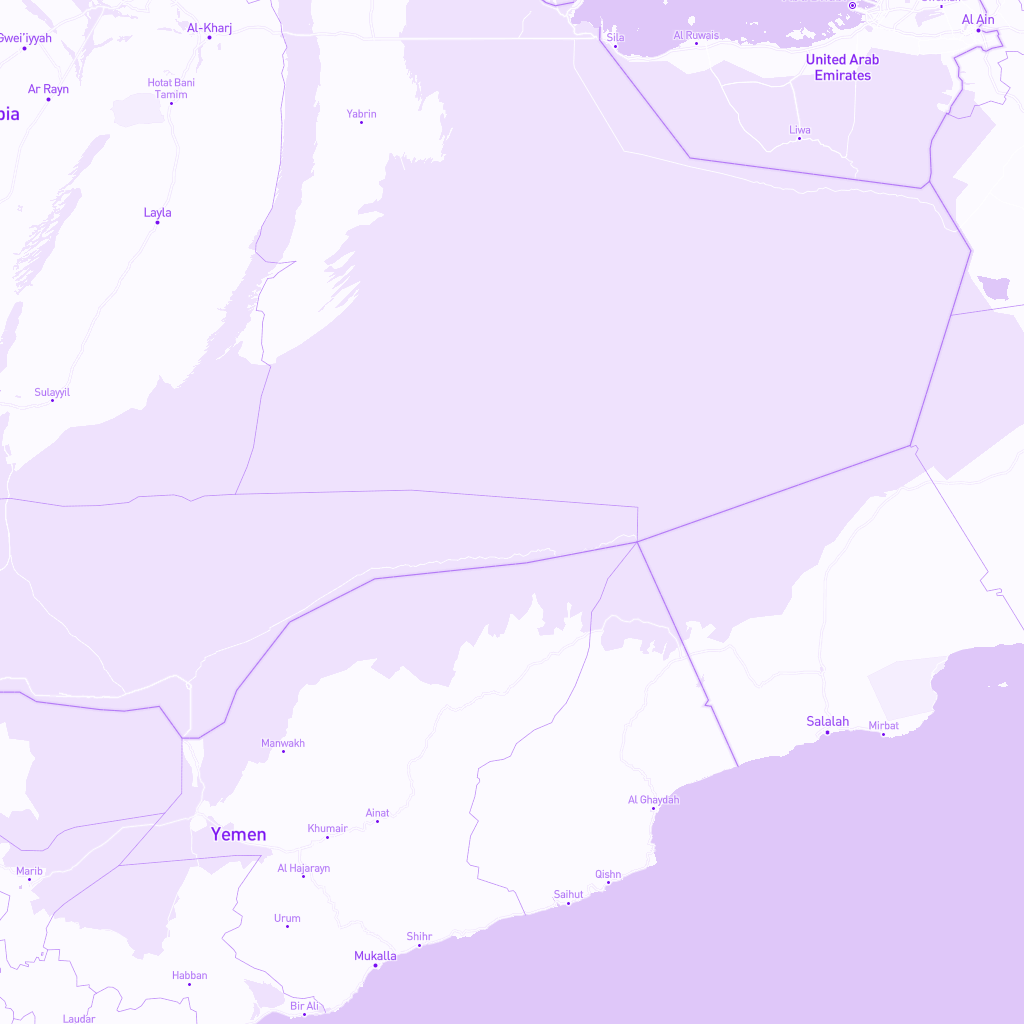 Al Ain
Al-Kharj
Sila
Al Ruwais
Gwei'iyyah
United Arab
Emirates
Hotat Bani
Tamim
Ar Rayn
Yabrin
bia
Liwa
Layla
Sulayyil
Salalah
Mirbat
Manwakh
Al Ghaydah
Ainat
Khumair
Yemen
Al Hajarayn
Marib
Qishn
Saihut
Urum
Shihr
Mukalla
Habban
Bir Ali
Laudar